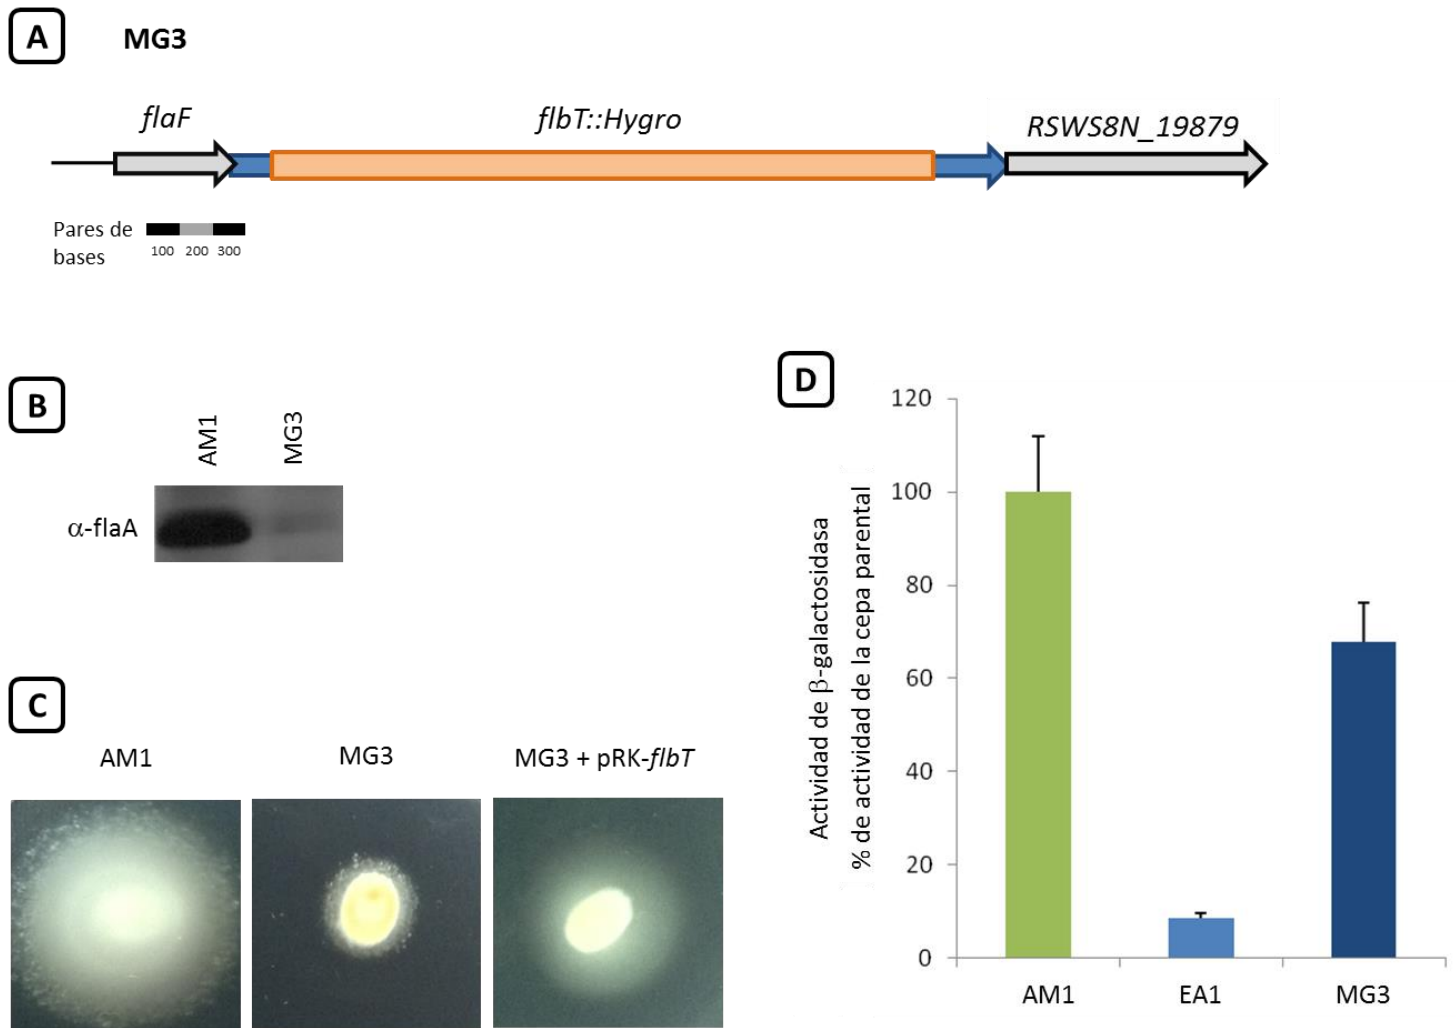 A
MG3
flaF
flbT::Hygro
RSWS8N_19879
Pares de
bases
100 200 300
B
AM1
MG3
α-flaA
C
AM1
MG3
MG3 + pRK-flbT
D
Actividad de β-galactosidasa
% de actividad de la cepa parental
120
100
80
60
40
20
0
AM1
EA1
MG3